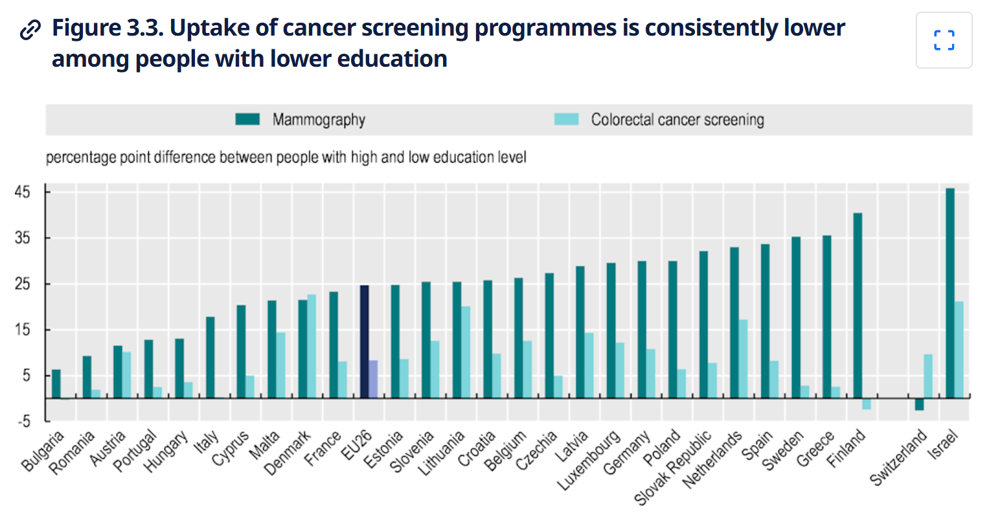 Figure 3.3. Uptake of cancer screening programmes is consistently lower
among people with lower education
Mammography
Colorectal cancer screening
percentage point difference between people with high and low education level
45
35
25
15
5
-5
Bulgaria
Romania
Austria
Portugal
Hungary
Italy
Cyprus
Malta
Denmark
France
EU26
Estonia
Slovenia
Lithuania
Croatia
Belgium
Czechia
Latvia
Luxembourg
Germany
Poland
Slovak Republic
Netherlands
Spain
Sweden
Greece
Finland
Switzerland
Israel